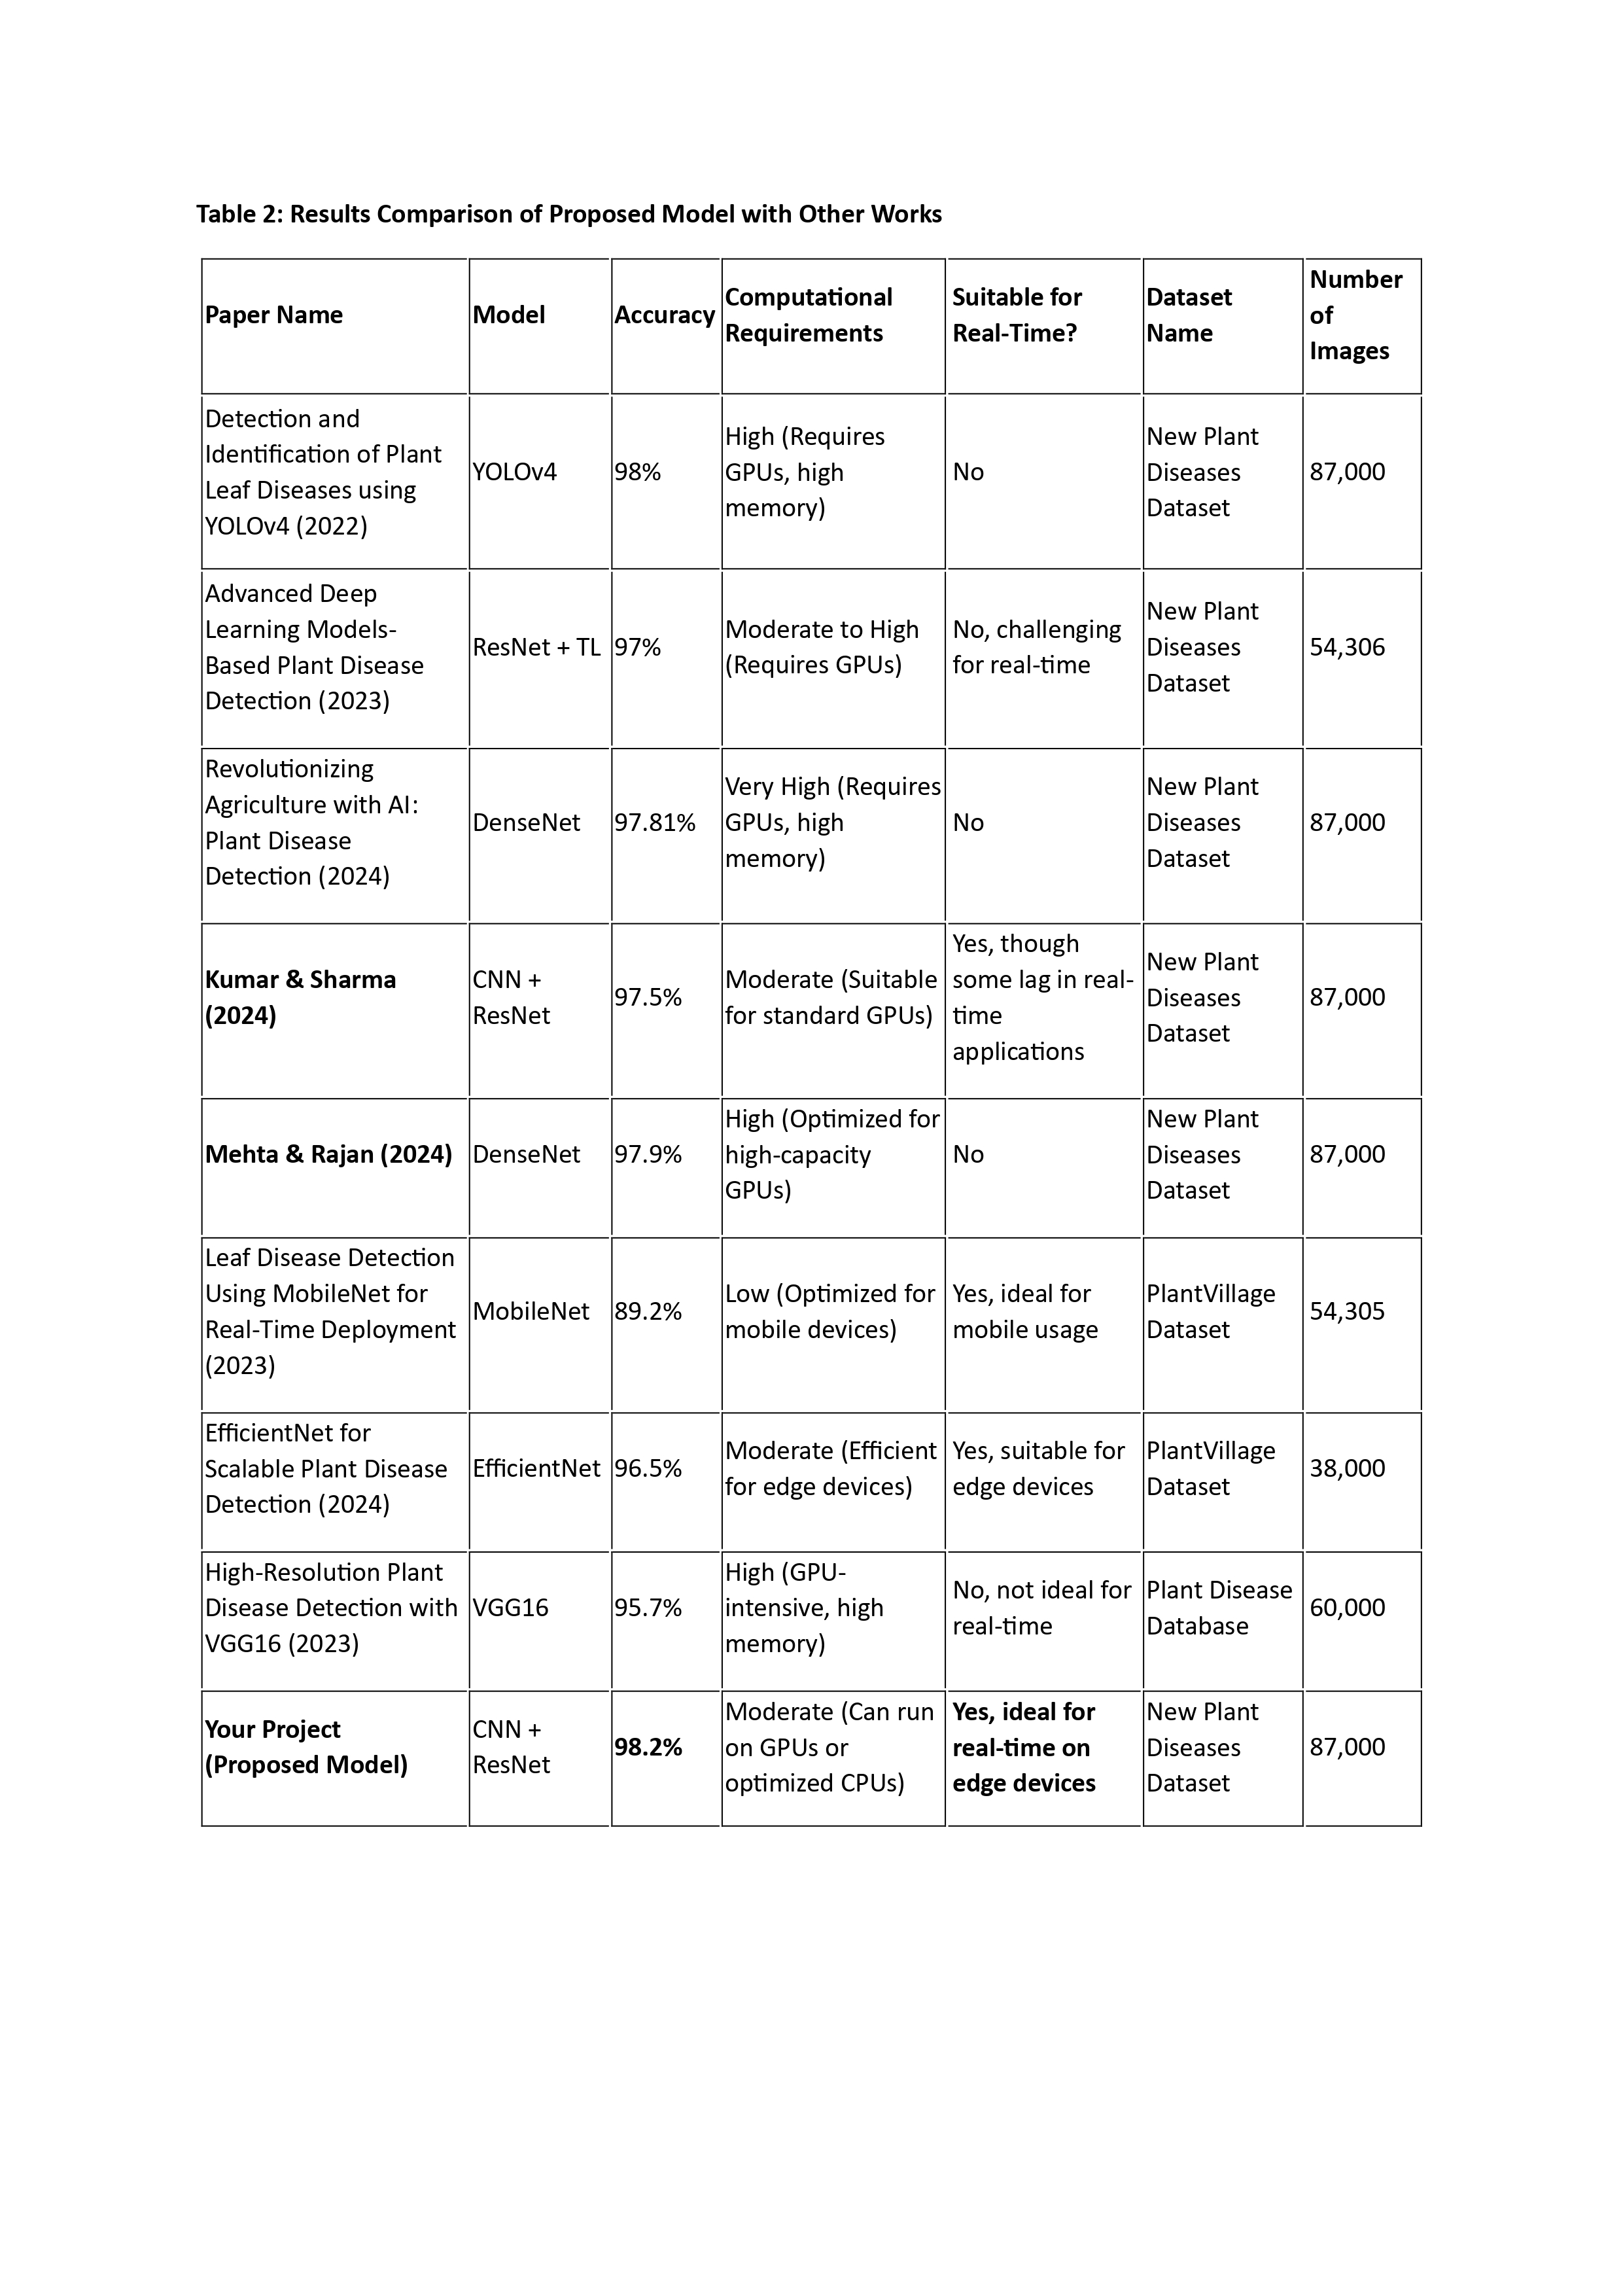 Table 2: Results Comparison of Proposed Model with Other Works
Paper Name
Model
Accuracy
Computational
Requirements
Suitable for
Real-Time?
Dataset
Name
Number
of
Images
Detection and
Identification of Plant
Leaf Diseases using
YOLOv4 (2022)
YOLOv4
98%
High (Requires
GPUs, high
memory)
No
New Plant
Diseases
Dataset
87,000
Advanced Deep
Learning Models-
Based Plant Disease
Detection (2023)
ResNet + TL
97%
Moderate to High
(Requires GPUs)
No, challenging
for real-time
New Plant
Diseases
Dataset
54,306
Revolutionizing
Agriculture with AI:
Plant Disease
Detection (2024)
DenseNet
97.81%
Very High (Requires
GPUs, high
memory)
No
New Plant
Diseases
Dataset
87,000
Kumar & Sharma
(2024)
CNN +
ResNet
97.5%
Moderate (Suitable
for standard GPUs)
Yes, though
some lag in real-
time
applications
New Plant
Diseases
Dataset
87,000
Mehta & Rajan (2024)
DenseNet
97.9%
High (Optimized for
high-capacity
GPUs)
No
New Plant
Diseases
Dataset
87,000
Leaf Disease Detection
Using MobileNet for
Real-Time Deployment
(2023)
MobileNet
89.2%
Low (Optimized for
mobile devices)
Yes, ideal for
mobile usage
PlantVillage
Dataset
54,305
EfficientNet for
Scalable Plant Disease
Detection (2024)
EfficientNet
96.5%
Moderate (Efficient
for edge devices)
Yes, suitable for
edge devices
PlantVillage
Dataset
38,000
High-Resolution Plant
Disease Detection with
VGG16 (2023)
VGG16
95.7%
High (GPU-
intensive, high
memory)
No, not ideal for
real-time
Plant Disease
Database
60,000
Your Project
(Proposed Model)
CNN +
ResNet
98.2%
Moderate (Can run
on GPUs or
optimized CPUs)
Yes, ideal for
real-time on
edge devices
New Plant
Diseases
Dataset
87,000